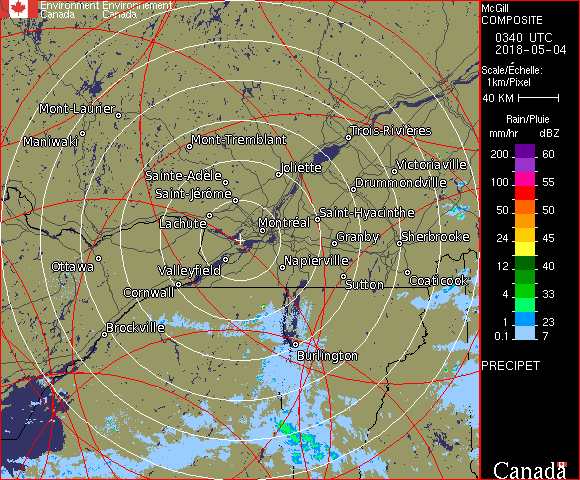 Environment Environnement
Canada Canada
McGill
COMPOSITE
0340 UTC
2018-05-04
Scale/Échelle:
1km/Pixel
40 KM
Rain/Pluie
mm/hr dBZ
200 60
100 55
50 50
24 45
12 40
4 33
1 23
0.1 7
PRECIPET
Canada
Mont-Laurier
Maniwaki
Mont-Tremblant
Trois-Rivières
Sainte-Adèle
Joliette
Victoriaville
Saint-Jérôme
Drummondville
Lachute
Montréal
Saint-Hyacinthe
Granby
Sherbrooke
Ottawa
Valleyfield
Napierville
Cornwall
Sutton
Coaticook
Brockville
Burlington